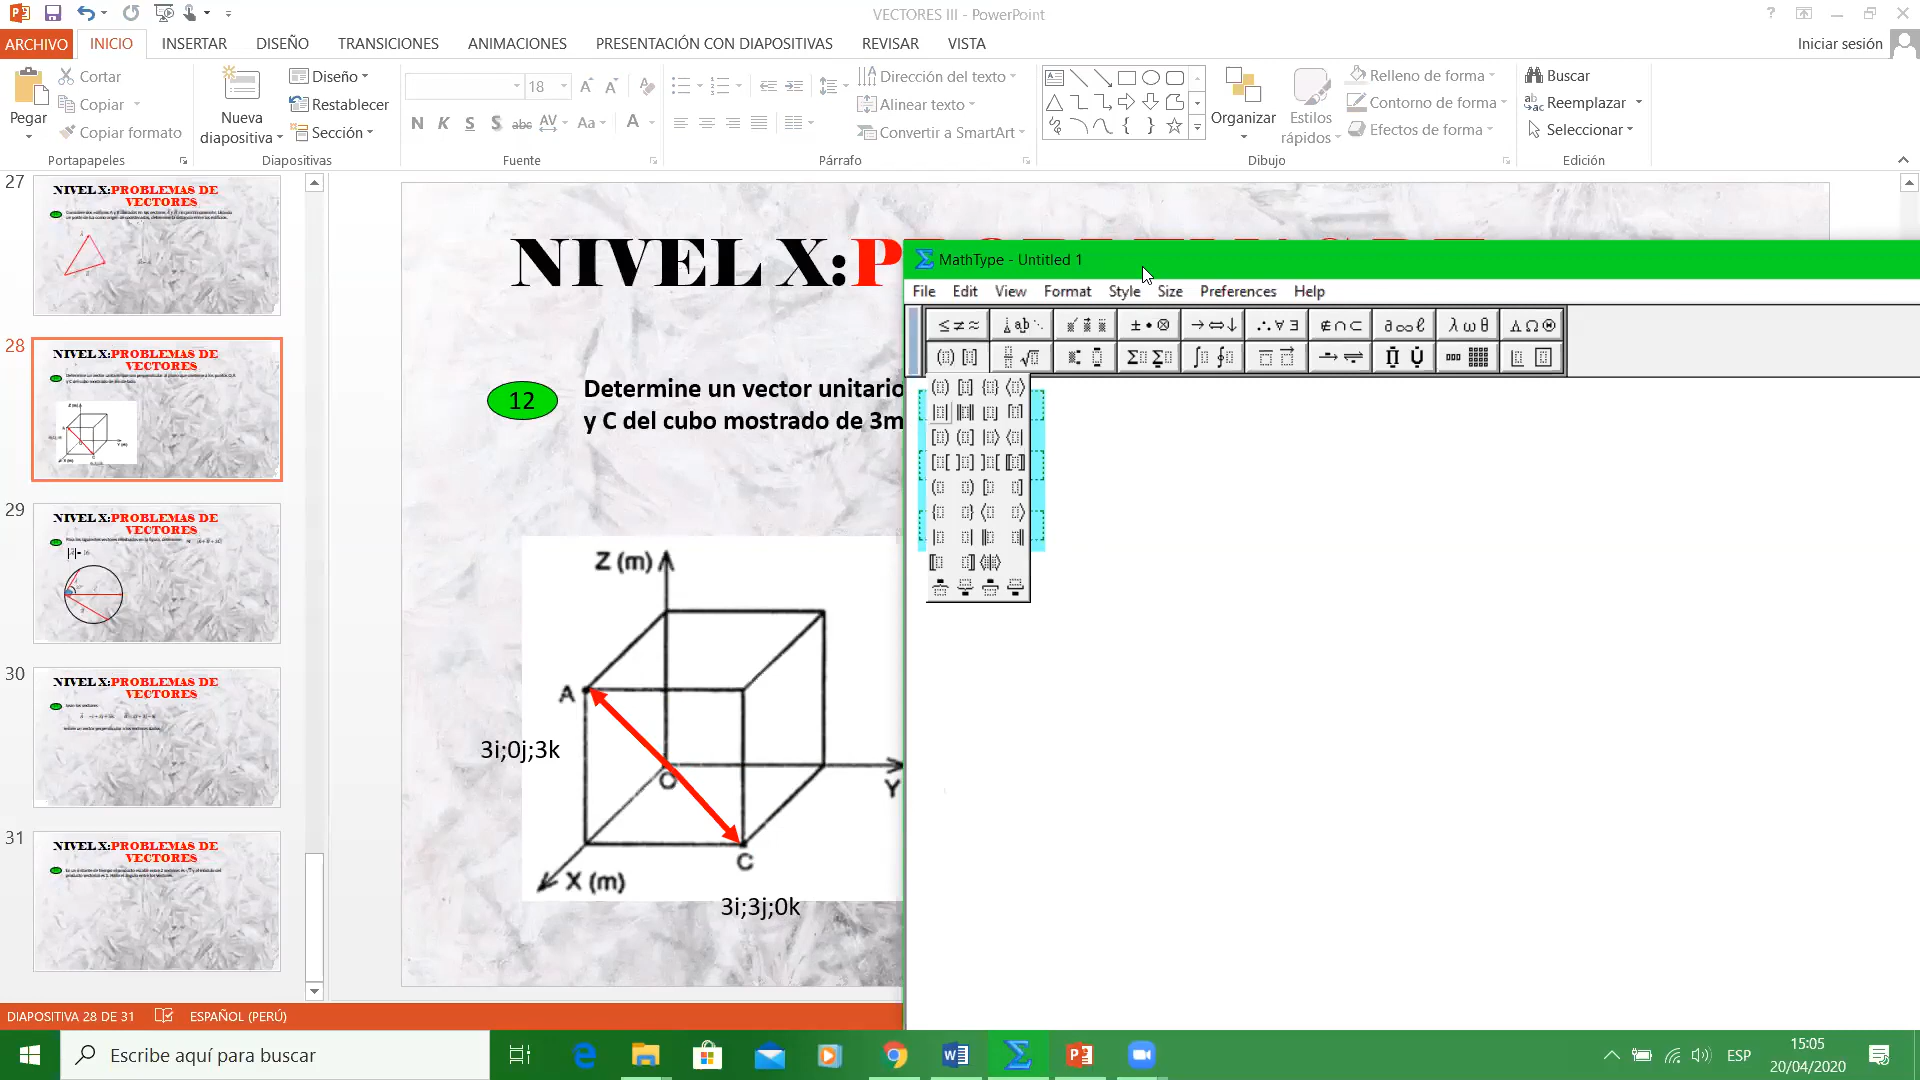 VECTORES III - PowerPoint
ARCHIVO INICIO INSERTAR DISEÑO TRANSICIONES ANIMACIONES PRESENTACIÓN CON DIAPOSITIVAS REVISAR VISTA Iniciar sesión
Pegar
Cortar
Copiar
Copiar formato
Portapapeles
Nueva
diapositiva
Diseño
Restablecer
Sección
Diapositivas
18
N K S S abc AV Aa A
Fuente
Dirección del texto
Alinear texto
Convertir a SmartArt
Párrafo
Organizar
Estilos
rápidos
Relleno de forma
Contorno de forma
Efectos de forma
Dibujo
Buscar
Reemplazar
Seleccionar
Edición
27
NIVEL X:PROBLEMAS DE
VECTORES
28
NIVEL X:PROBLEMAS DE
VECTORES
29
NIVEL X:PROBLEMAS DE
VECTORES
30
NIVEL X:PROBLEMAS DE
VECTORES
31
NIVEL X:PROBLEMAS DE
VECTORES
NIVEL X:P
12
Determine un vector unitario
y C del cubo mostrado de 3m
Z (m)
A
3i;0j;3k
O
Y
C
X (m)
3i;3j;0k
MathType - Untitled 1
File Edit View Format Style Size Preferences Help
DIAPOSITIVA 28 DE 31 ESPAÑOL (PERÚ)
Escribe aquí para buscar
ESP
15:05
20/04/2020